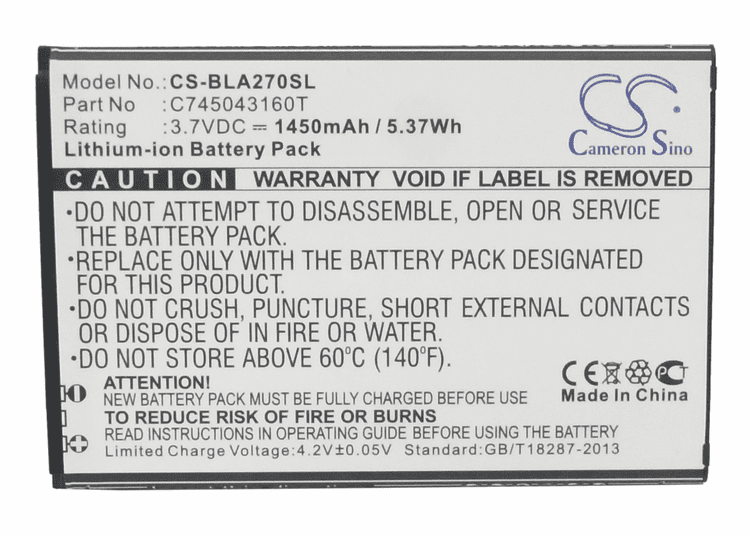 Model No.:CS-BLA270SL
C745043160T
Rating :3.7VDC ⎓ 1450mAh / 5.37Wh
Lithium-ion Battery Pack
CS
Cameron Sino
CAUTION WARRANTY VOID IF LABEL IS REMOVED
•DO NOT ATTEMPT TO DISASSEMBLE, OPEN OR SERVICE
THE BATTERY PACK.
•REPLACE ONLY WITH THE BATTERY PACK DESIGNATED
FOR THIS PRODUCT.
•DO NOT CRUSH, PUNCTURE, SHORT EXTERNAL CONTACTS
OR DISPOSE OF IN FIRE OR WATER.
•DO NOT STORE ABOVE 60°C (140°F).
CE PCT
Made In China
ATTENTION!
NEW BATTERY PACK MUST BE FULLY CHARGED BEFORE USE
TO REDUCE RISK OF FIRE OR BURNS
READ INSTRUCTIONS IN OPERATING GUIDE BEFORE USING BATTERY
Limited Charge Voltage:4.2V±0.05V Standard:GB/T18287-2013